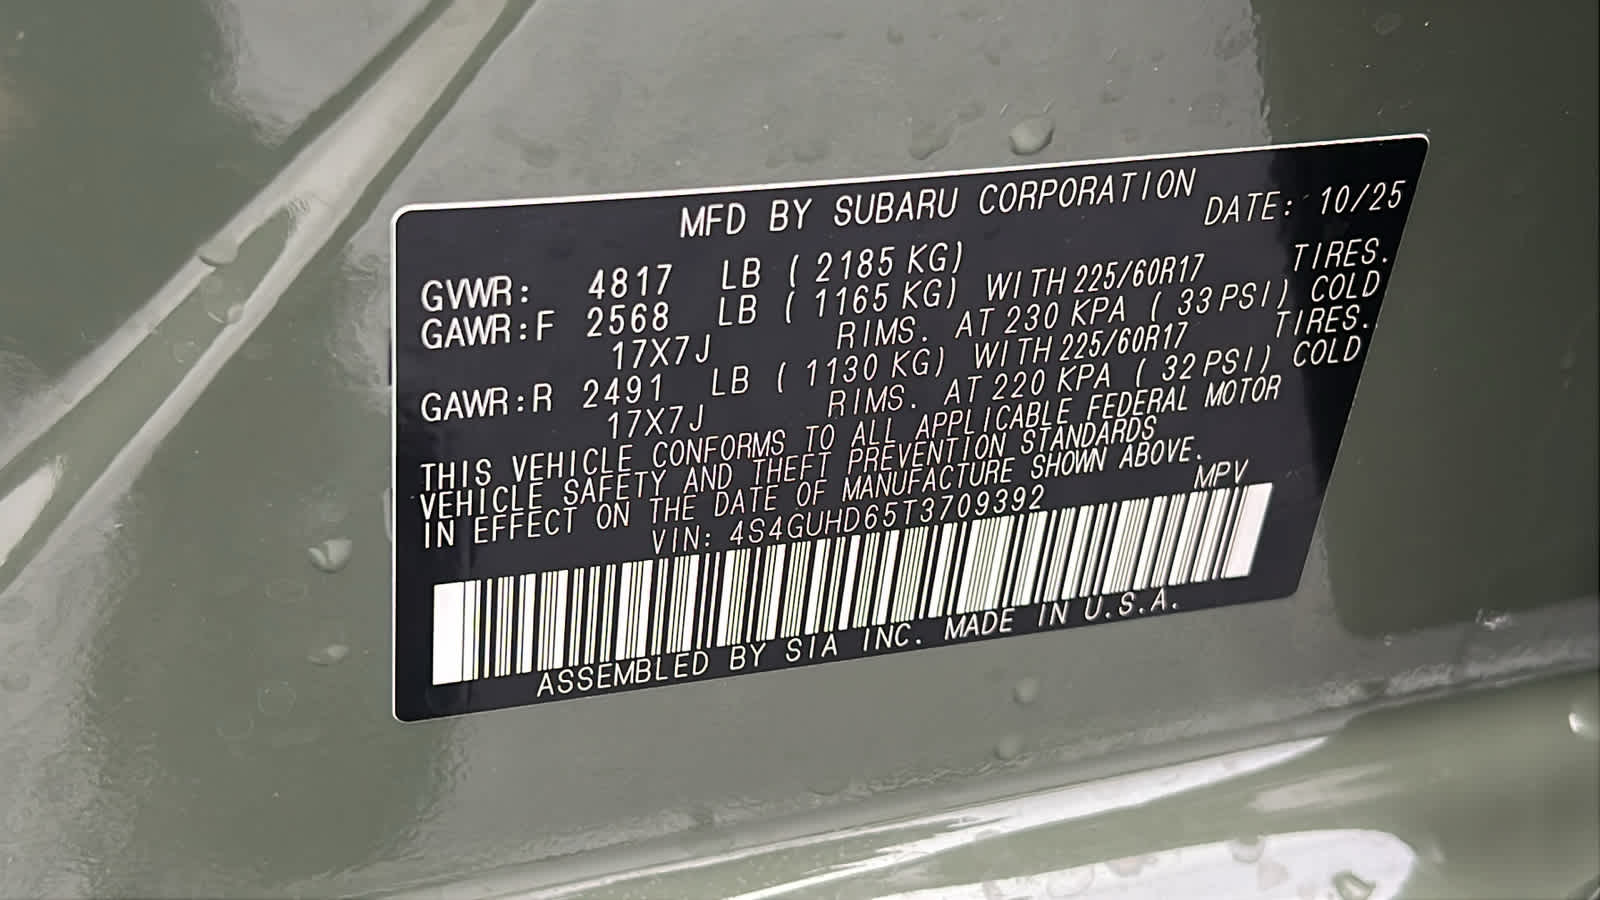 MFD BY SUBARU CORPORATION DATE: 10/25
GVWR: 4817 LB ( 2185 KG)
GAWR:F 2568 LB ( 1165 KG) WITH 225/60R17 TIRES.
17X7J RIMS. AT 230 KPA ( 33 PSI) COLD
GAWR:R 2491 LB ( 1130 KG) WITH 225/60R17 TIRES.
17X7J RIMS. AT 220 KPA ( 32 PSI) COLD
THIS VEHICLE CONFORMS TO ALL APPLICABLE FEDERAL MOTOR
VEHICLE SAFETY AND THEFT PREVENTION STANDARDS
IN EFFECT ON THE DATE OF MANUFACTURE SHOWN ABOVE.
VIN: 4S4GUHD65T3709392 MPV
ASSEMBLED BY SIA INC. MADE IN U.S.A.